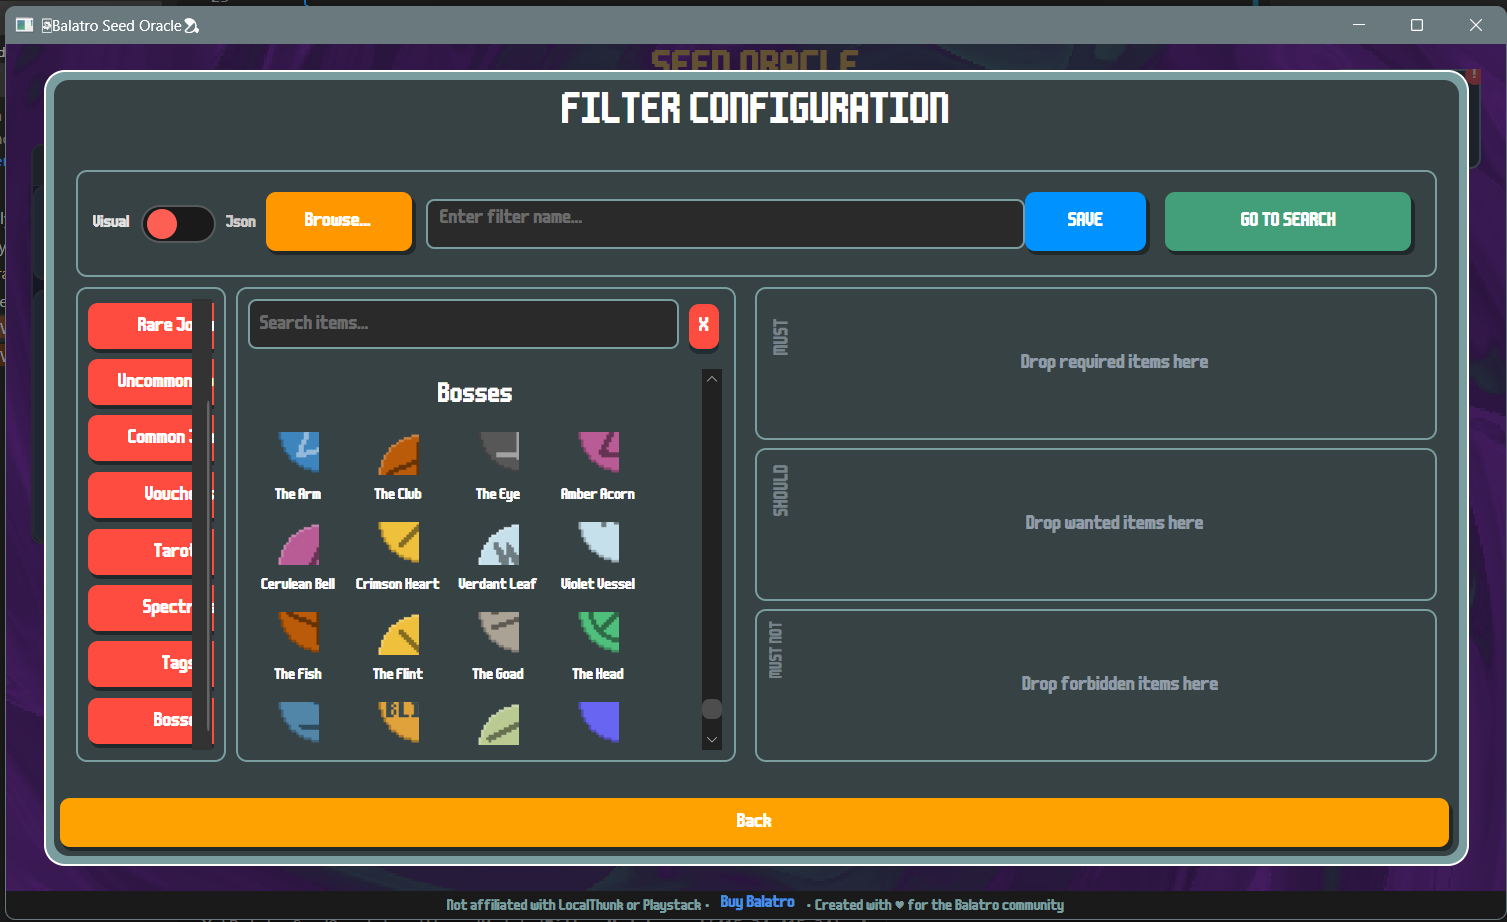 Balatro Seed Oracle
SEED ORACLE
FILTER CONFIGURATION
Visual
Json
Browse...
Enter filter name...
SAVE
GO TO SEARCH
Rare Jo
Uncommon
Common J
Vouch
Tarot
Spectr
Tags
Boss
Search items...
X
Bosses
The Arm
The Club
The Eye
Amber Acorn
Cerulean Bell
Crimson Heart
Verdant Leaf
Violet Vessel
The Fish
The Flint
The Goad
The Head
MUST
Drop required items here
SHOULD
Drop wanted items here
MUST NOT
Drop forbidden items here
Back
Not affiliated with LocalThunk or Playstack • Buy Balatro • Created with ♥ for the Balatro community